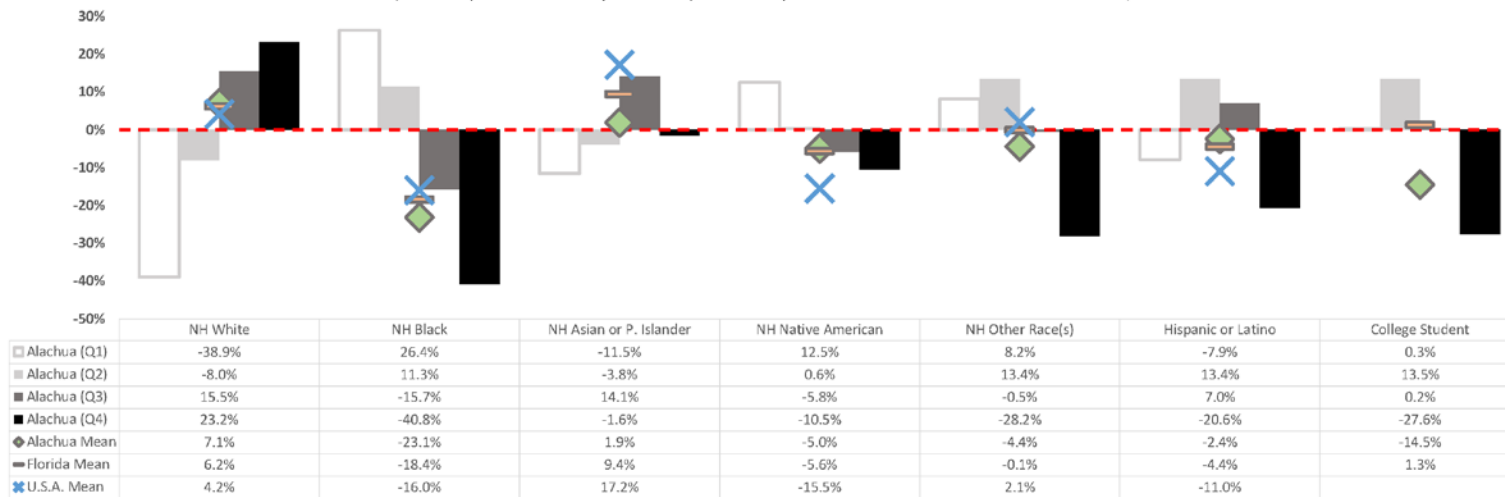 30%
20%
10%
0%
-10%
-20%
-30%
-40%
-50%
NH White NH Black NH Asian or P. Islander NH Native American NH Other Race(s) Hispanic or Latino College Student
Alachua (Q1) -38.9% 26.4% -11.5% 12.5% 8.2% -7.9% 0.3%
Alachua (Q2) -8.0% 11.3% -3.8% 0.6% 13.4% 13.4% 13.5%
Alachua (Q3) 15.5% -15.7% 14.1% -5.8% -0.5% 7.0% 0.2%
Alachua (Q4) 23.2% -40.8% -1.6% -10.5% -28.2% -20.6% -27.6%
Alachua Mean 7.1% -23.1% 1.9% -5.0% -4.4% -2.4% -14.5%
Florida Mean 6.2% -18.4% 9.4% -5.6% -0.1% -4.4% 1.3%
U.S.A. Mean 4.2% -16.0% 17.2% -15.5% 2.1% -11.0%